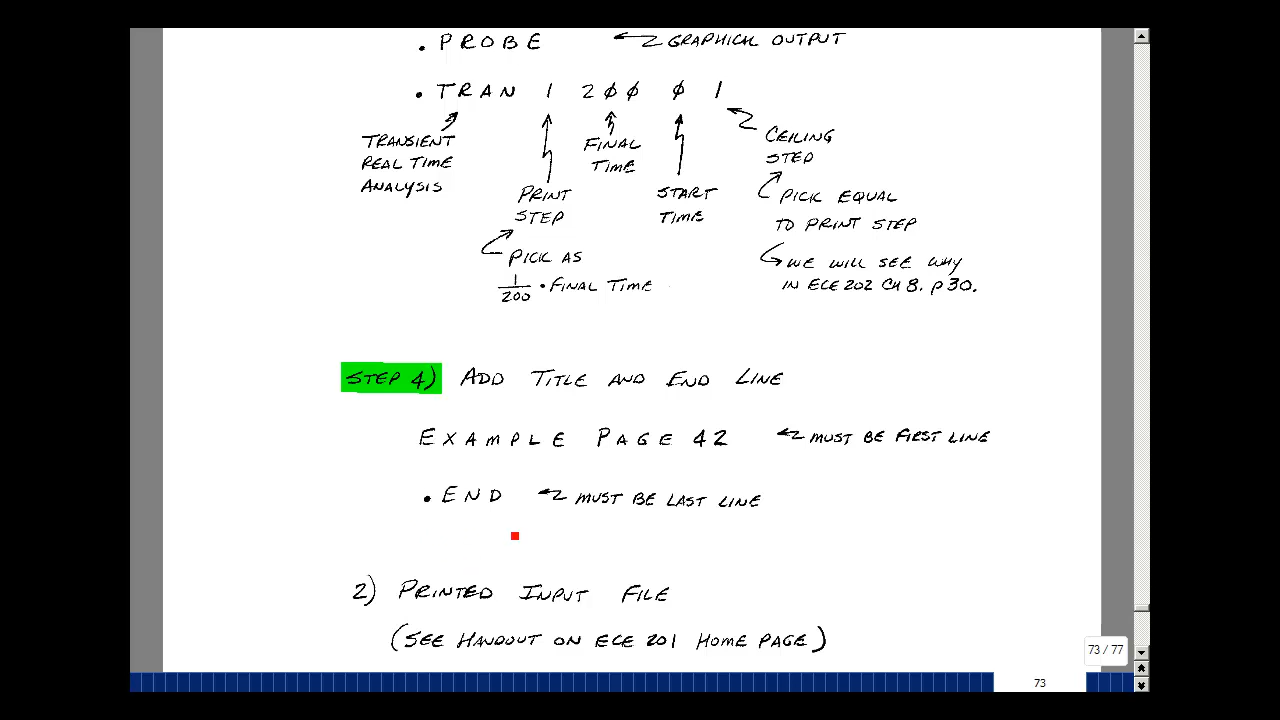 . PROBE ← GRAPHICAL OUTPUT
. TRAN 1 2ØØ Ø 1
TRANSIENT REAL TIME ANALYSIS
PRINT STEP
FINAL TIME
START TIME
CEILING STEP
PICK AS
1/200 • FINAL TIME
PICK EQUAL
TO PRINT STEP
WE WILL SEE WHY
IN ECE 202 CH 8. p 30.
STEP 4) ADD TITLE AND END LINE
EXAMPLE PAGE 42 ← MUST BE FIRST LINE
. END ← MUST BE LAST LINE
2) PRINTED INPUT FILE
(SEE HANDOUT ON ECE 201 HOME PAGE)
73 / 77
73